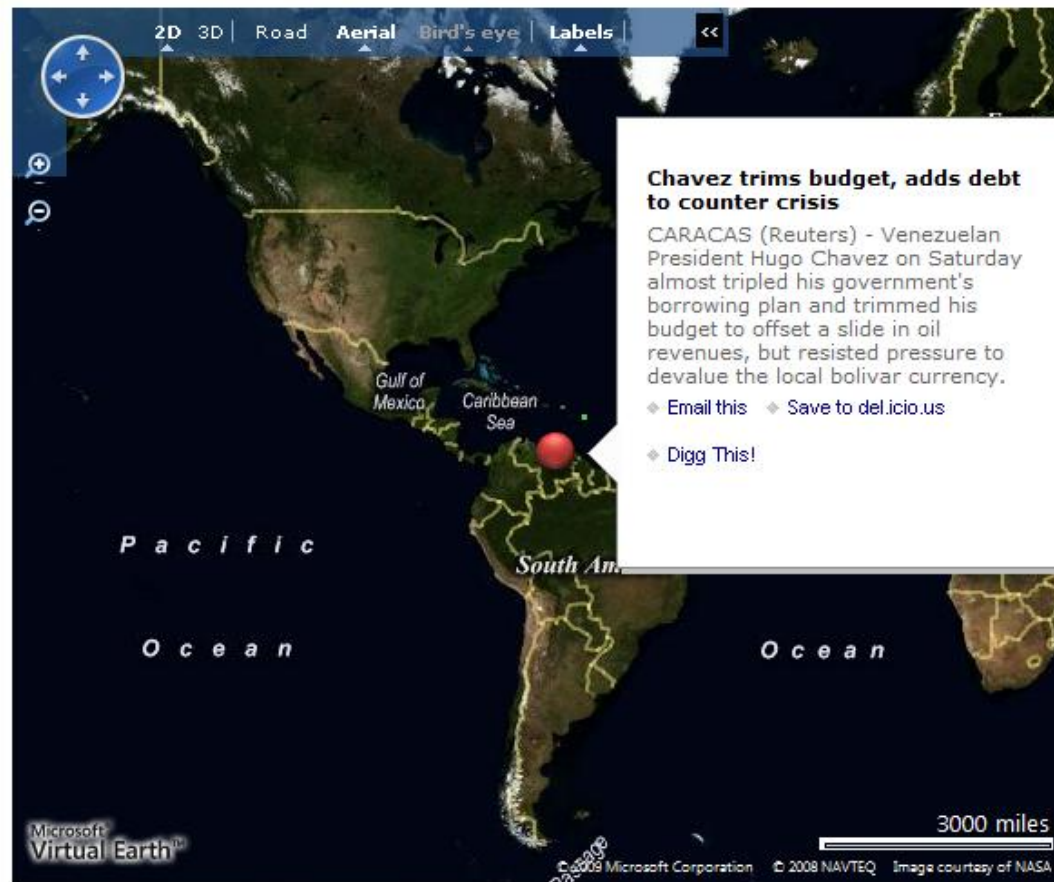 2D 3D | Road Aerial Bird's eye | Labels | <<
Chavez trims budget, adds debt
to counter crisis
CARACAS (Reuters) - Venezuelan
President Hugo Chavez on Saturday
almost tripled his government's
borrowing plan and trimmed his
budget to offset a slide in oil
revenues, but resisted pressure to
devalue the local bolivar currency.
Email this Save to del.icio.us
Digg This!
Gulf of
Mexico
Caribbean
Sea
South Am
Pacific
Ocean
Ocean
3000 miles
Microsoft
Virtual Earth™
Passage
© 2009 Microsoft Corporation © 2008 NAVTEQ Image courtesy of NASA